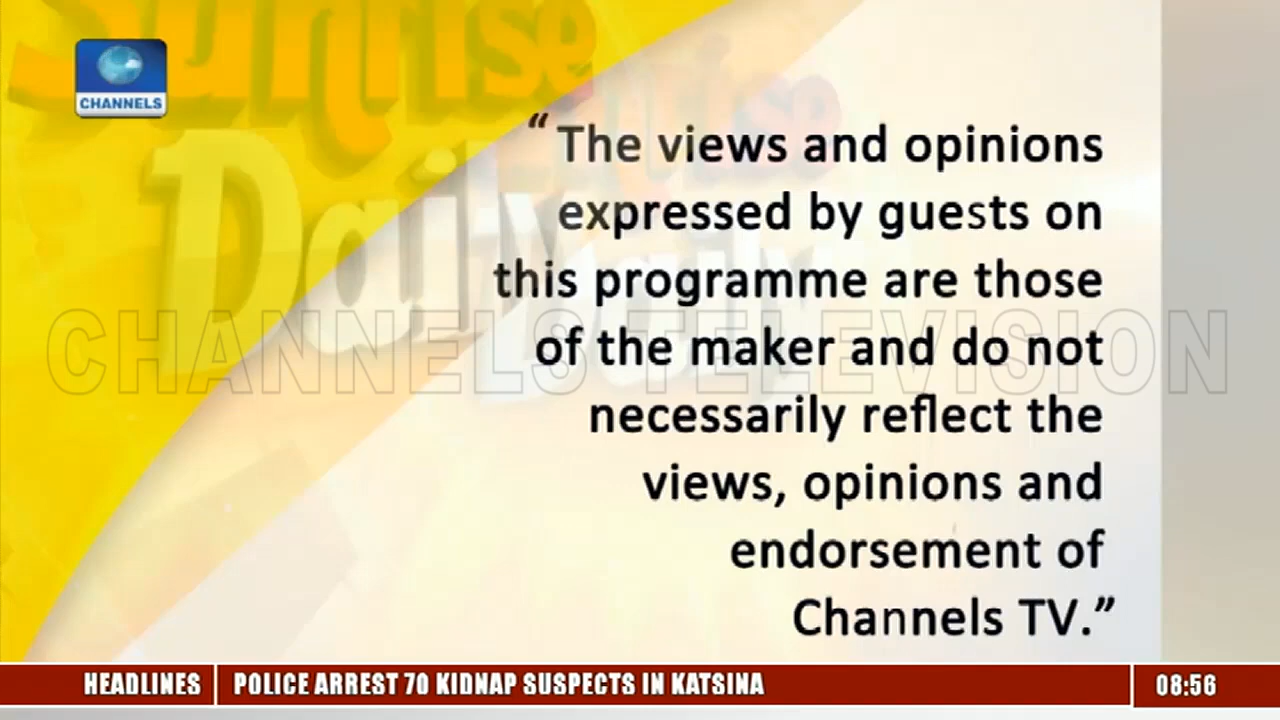 Sunrise
Daily
CHANNELS
“The views and opinions
expressed by guests on
this programme are those
of the maker and do not
necessarily reflect the
views, opinions and
endorsement of
Channels TV.”
CHANNELS TELEVISION
HEADLINES
POLICE ARREST 70 KIDNAP SUSPECTS IN KATSINA
08:56